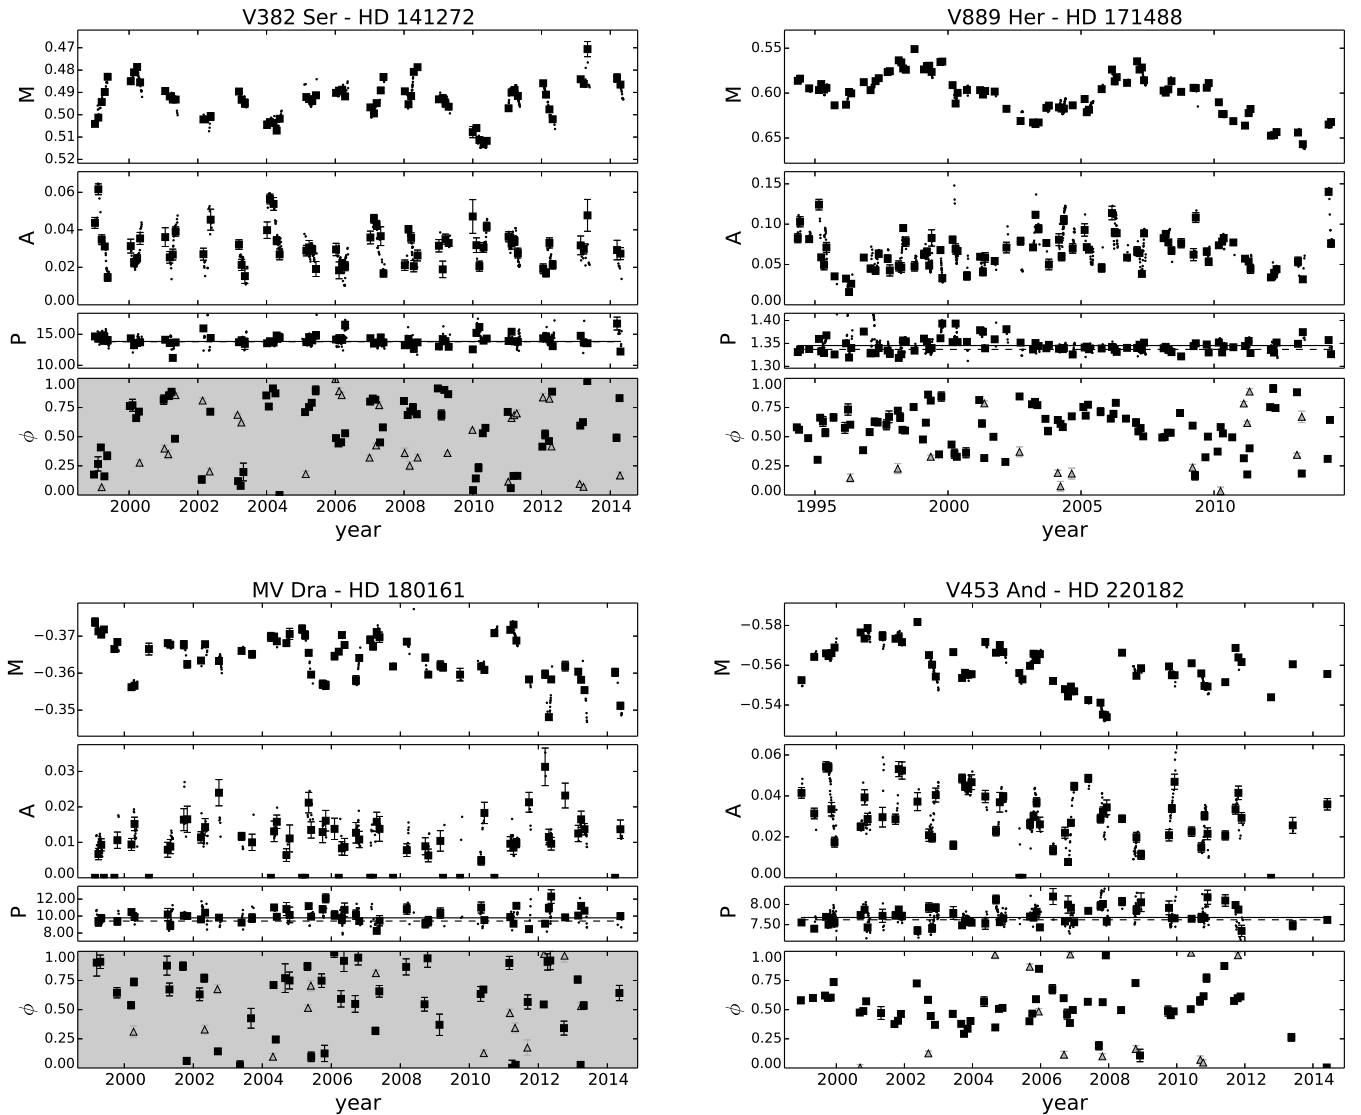 V382 Ser - HD 141272
M
0.47
0.48
0.49
0.50
0.51
0.52
A
0.06
0.04
0.02
0.00
P
15.00
10.00
ϕ
1.00
0.75
0.50
0.25
0.00
2000 2002 2004 2006 2008 2010 2012 2014
year
V889 Her - HD 171488
M
0.55
0.60
0.65
A
0.15
0.10
0.05
0.00
P
1.40
1.35
1.30
ϕ
1.00
0.75
0.50
0.25
0.00
1995 2000 2005 2010
year
MV Dra - HD 180161
M
−0.37
−0.36
−0.35
A
0.03
0.02
0.01
0.00
P
12.00
10.00
8.00
ϕ
1.00
0.75
0.50
0.25
0.00
2000 2002 2004 2006 2008 2010 2012 2014
year
V453 And - HD 220182
M
−0.58
−0.56
−0.54
A
0.06
0.04
0.02
0.00
P
8.00
7.50
ϕ
1.00
0.75
0.50
0.25
0.00
2000 2002 2004 2006 2008 2010 2012 2014
year